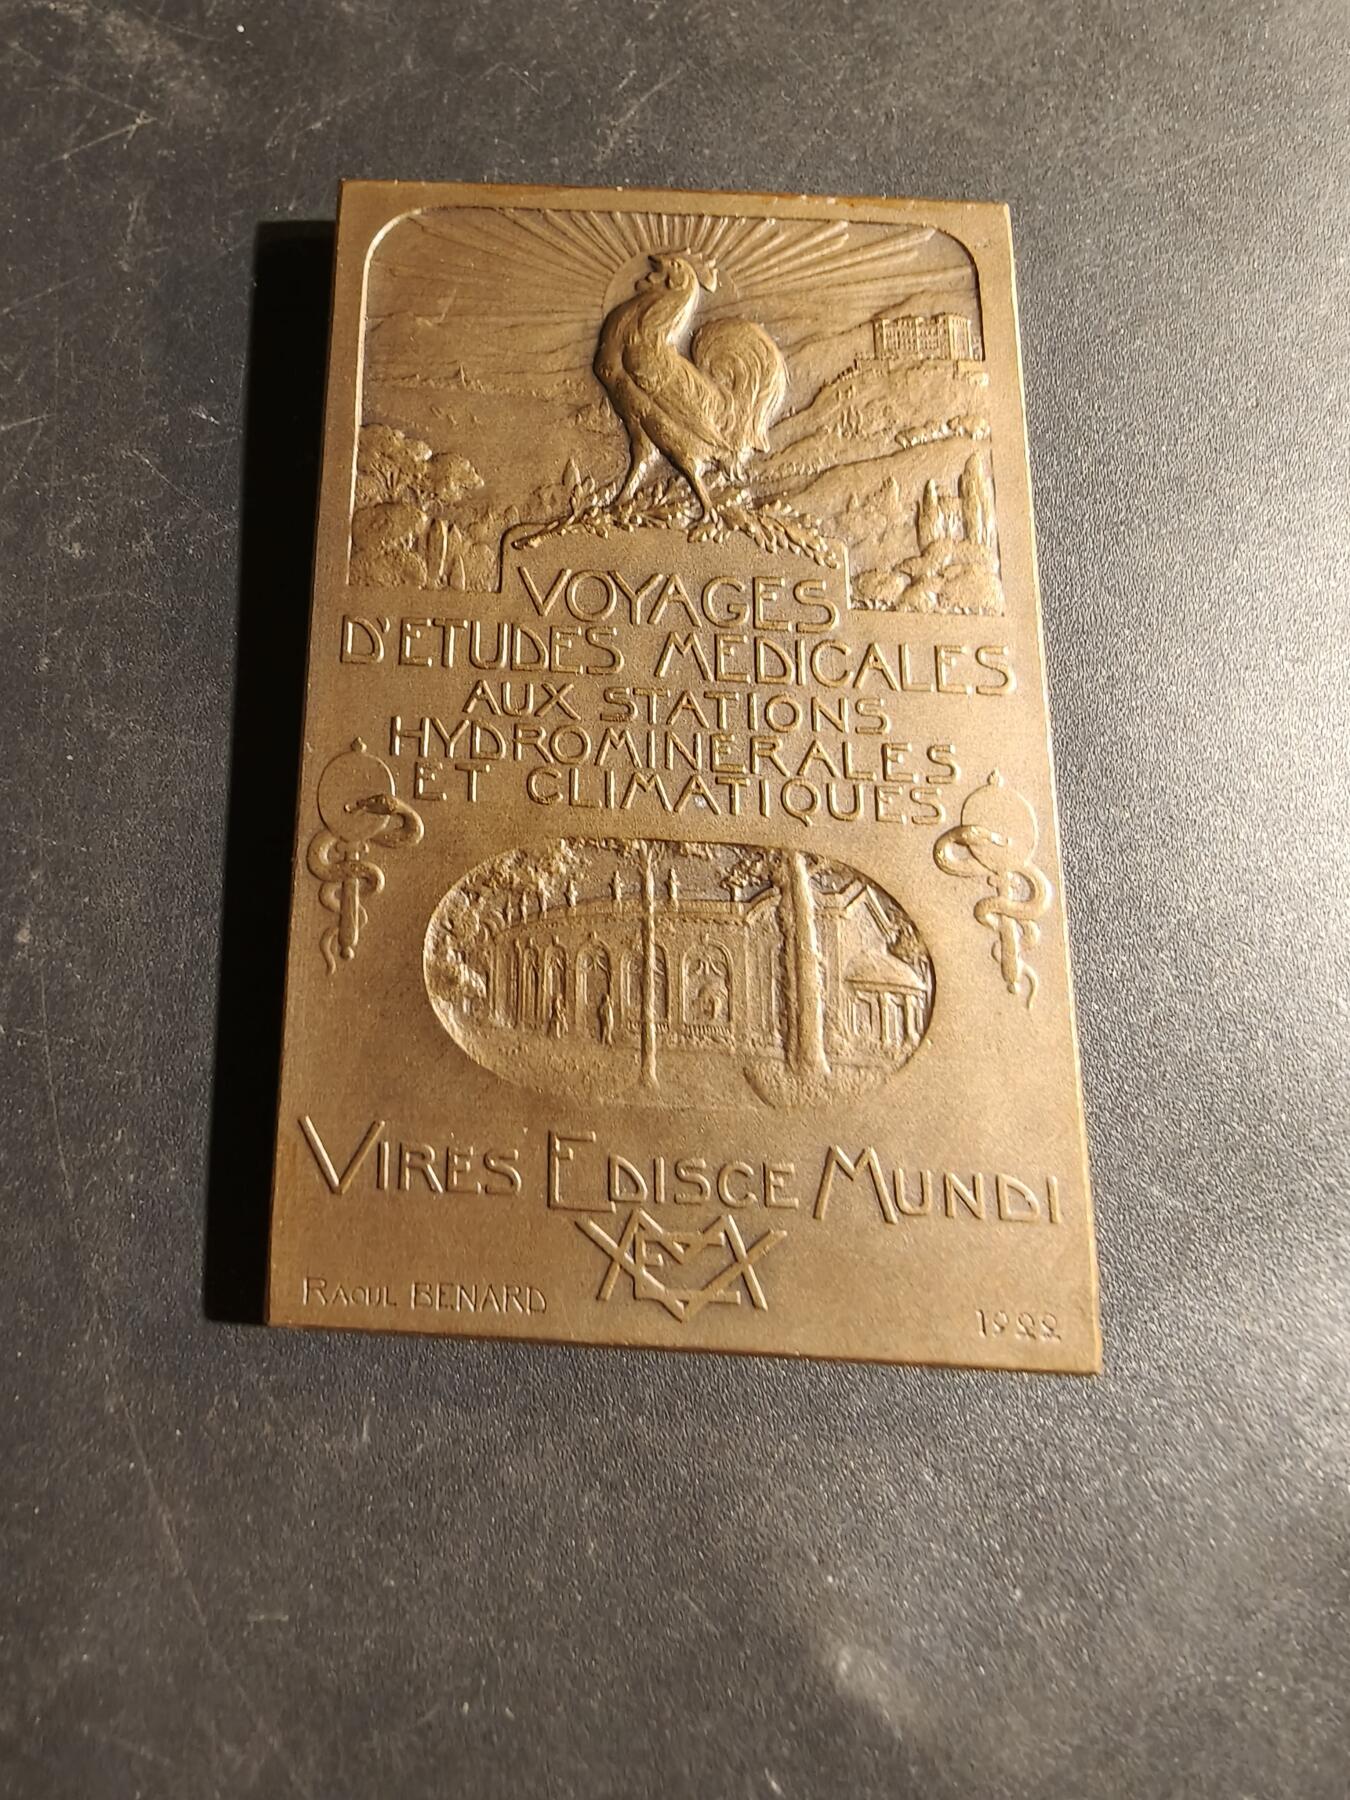 VOYAGES
D'ETUDES MEDICALES
AUX STATIONS
HYDROMINERALES
ET CLIMATIQUES
VIRES EDISCE MUNDI
RAOUL BENARD
1922